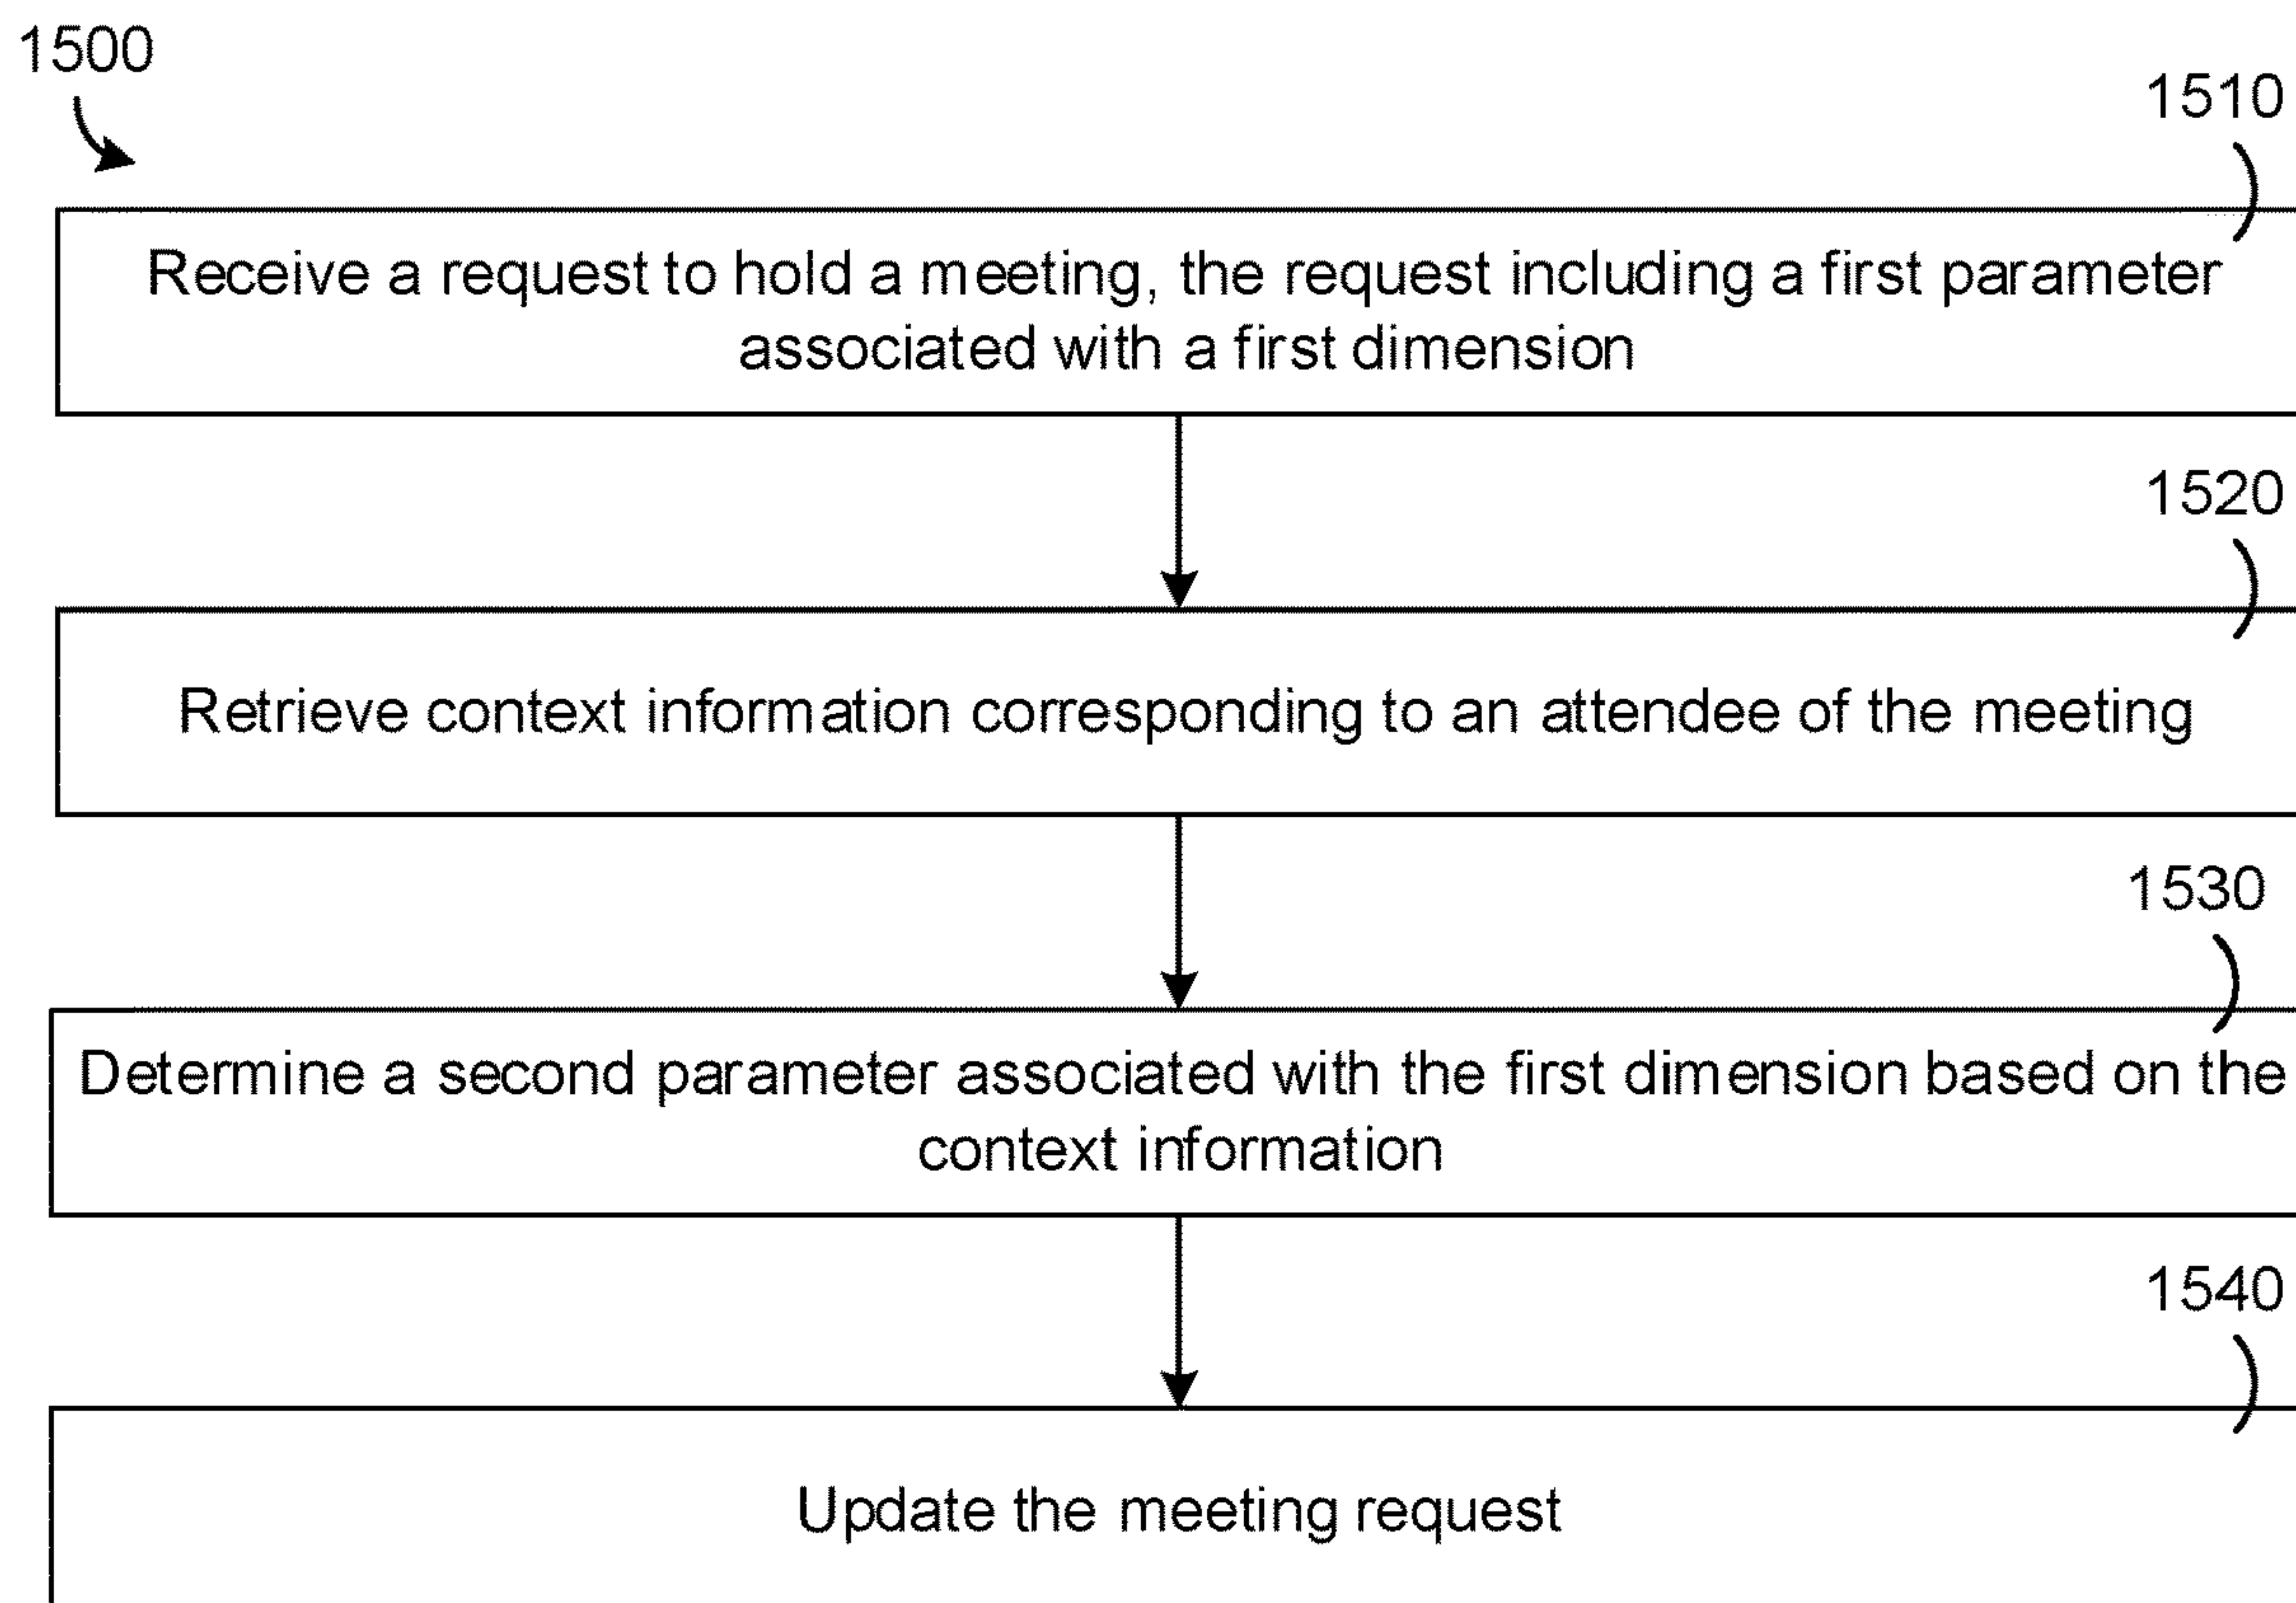 1500
1510
Receive a request to hold a meeting, the request including a first parameter
associated with a first dimension
1520
Retrieve context information corresponding to an attendee of the meeting
1530
Determine a second parameter associated with the first dimension based on the
context information
1540
Update the meeting request